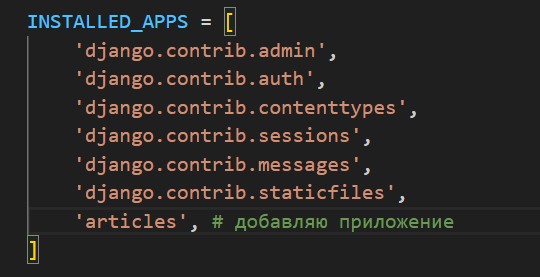 INSTALLED_APPS = [
    'django.contrib.admin',
    'django.contrib.auth',
    'django.contrib.contenttypes',
    'django.contrib.sessions',
    'django.contrib.messages',
    'django.contrib.staticfiles',
    'articles', # добавляю приложение
]